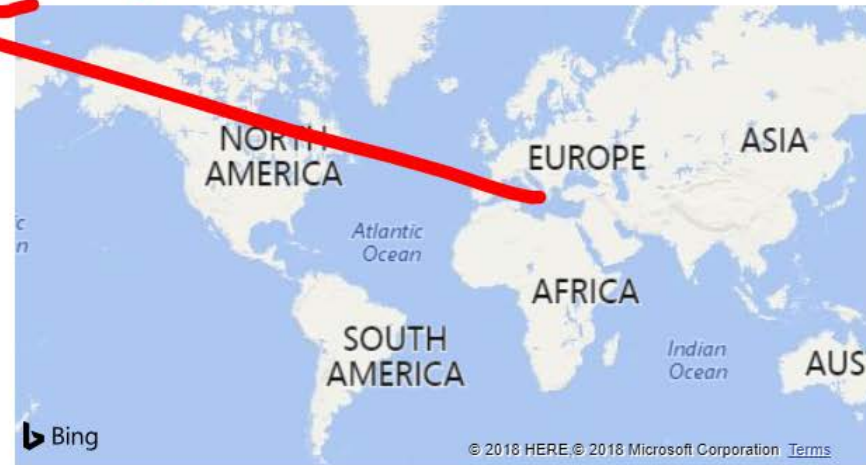 NORTH
AMERICA
EUROPE
ASIA
Atlantic
Ocean
AFRICA
SOUTH
AMERICA
Indian
Ocean
AUS
c
n
Bing
© 2018 HERE,© 2018 Microsoft Corporation Terms